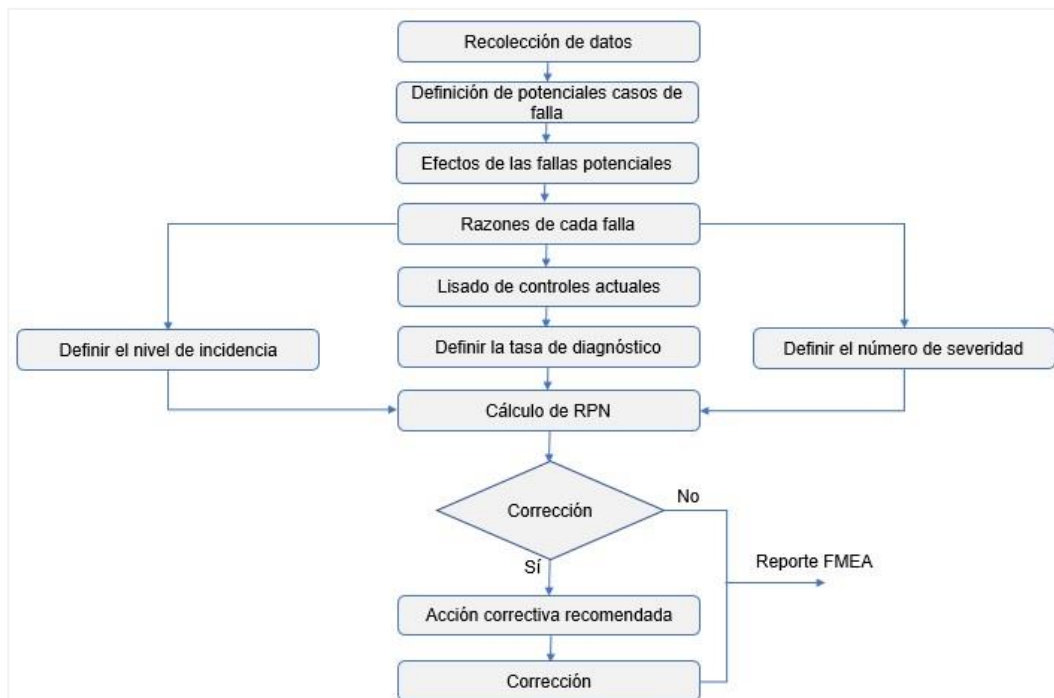 Recolección de datos
Definición de potenciales casos de
falla
Efectos de las fallas potenciales
Razones de cada falla
Lisado de controles actuales
Definir el nivel de incidencia
Definir la tasa de diagnóstico
Definir el número de severidad
Cálculo de RPN
Corrección
No
Sí
Reporte FMEA
Acción correctiva recomendada
Corrección